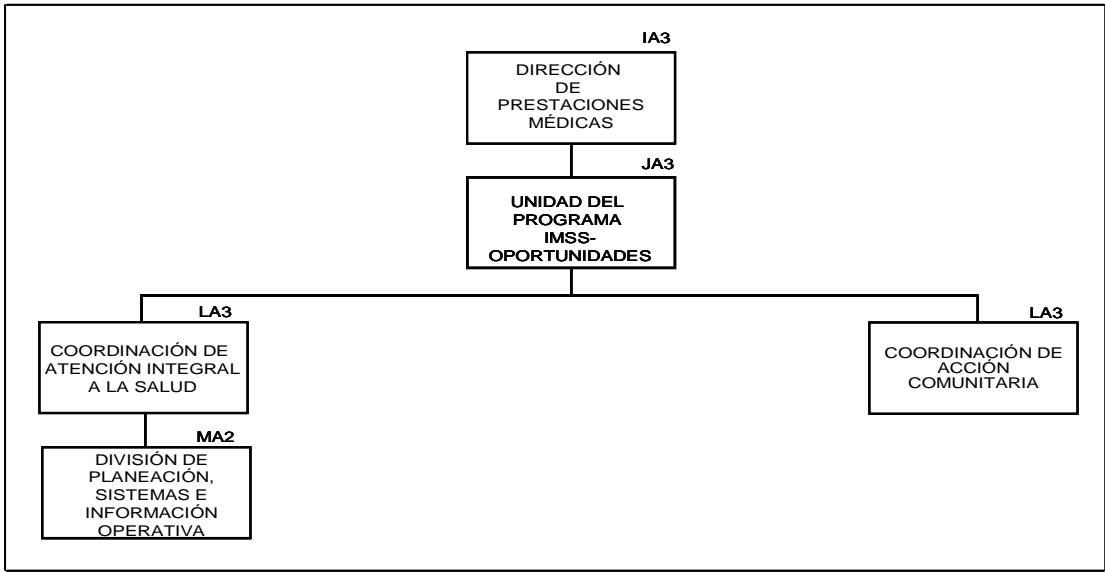 IA3
DIRECCIÓN
DE
PRESTACIONES
MÉDICAS
JA3
UNIDAD DEL
PROGRAMA
IMSS-
OPORTUNIDADES
LA3
COORDINACIÓN DE
ATENCIÓN INTEGRAL
A LA SALUD
LA3
COORDINACIÓN DE
ACCIÓN
COMUNITARIA
MA2
DIVISIÓN DE
PLANEACIÓN,
SISTEMAS E
INFORMACIÓN
OPERATIVA